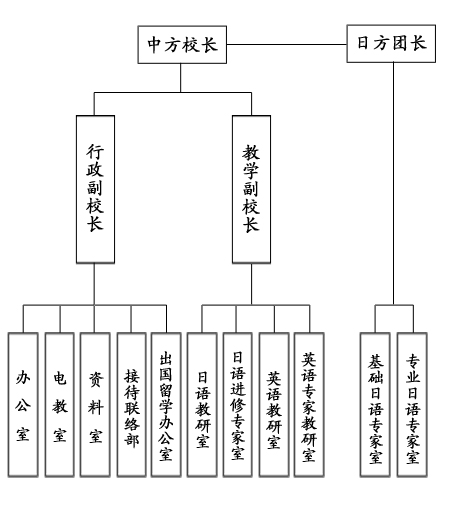 中方校长
日方团长
行政副校长
教学副校长
办公室
电教室
资料室
接待联络部
出国留学办公室
日语教研室
日语进修专家室
英语教研室
英语专家教研室
基础日语专家室
专业日语专家室